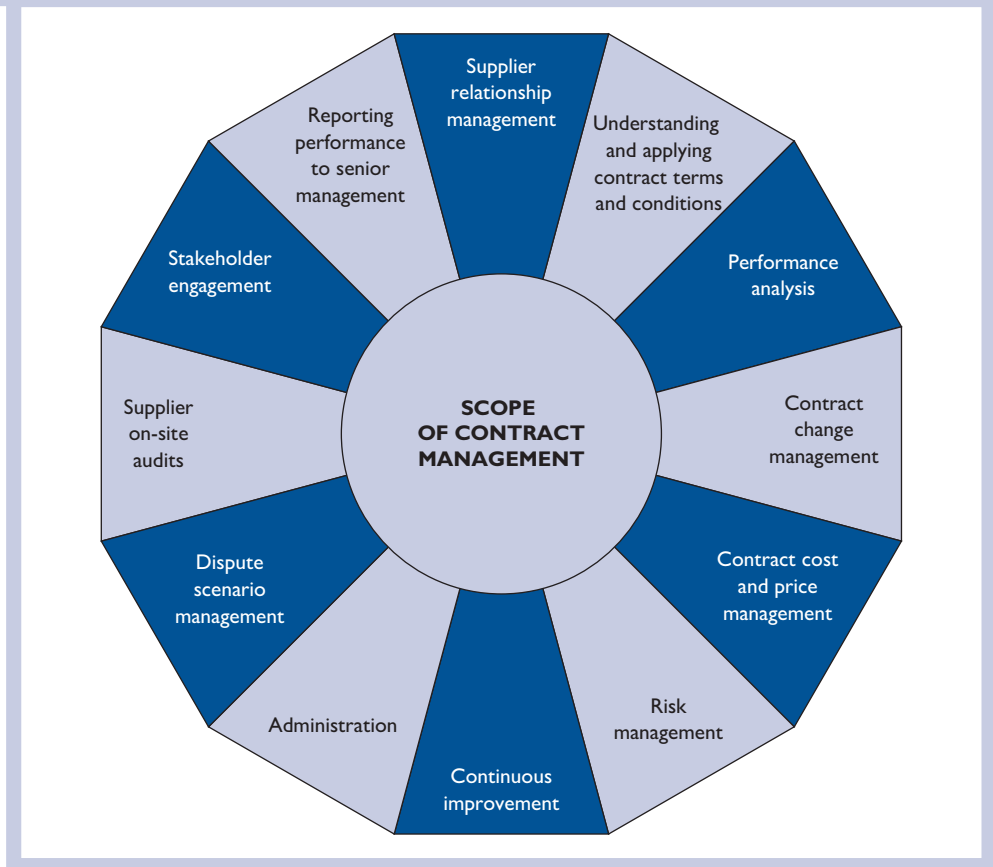 Supplier
relationship
management
Understanding
and applying
contract terms
and conditions
Performance
analysis
Contract
change
management
Contract cost
and price
management
Risk
management
Continuous
improvement
Administration
Dispute
scenario
management
Supplier
on-site
audits
Stakeholder
engagement
Reporting
performance
to senior
management
SCOPE
OF CONTRACT
MANAGEMENT